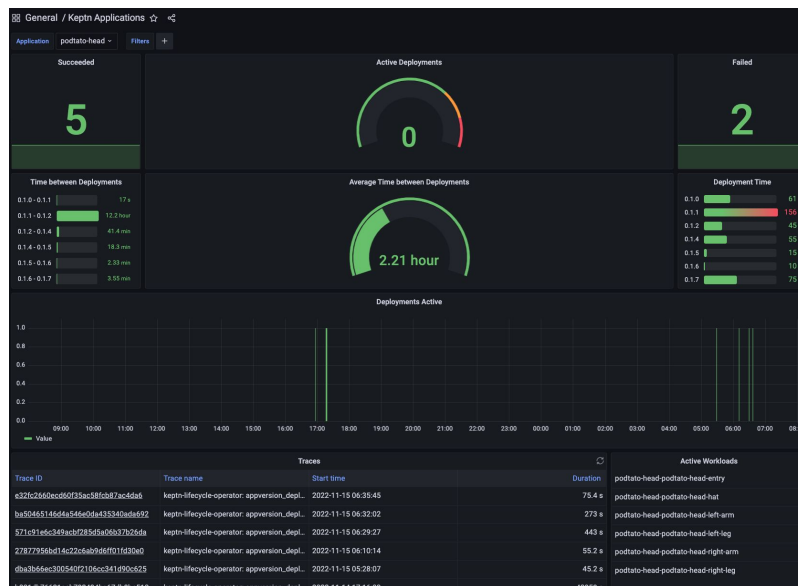 General / Keptn Applications
Application podtato-head Filters +
Succeeded
5
Active Deployments
0
Failed
2
Time between Deployments
0.1.0 - 0.1.1 17 s
0.1.1 - 0.1.2 12.2 hour
0.1.2 - 0.1.4 41.4 min
0.1.4 - 0.1.5 18.3 min
0.1.5 - 0.1.6 2.33 min
0.1.6 - 0.1.7 3.55 min
Average Time between Deployments
2.21 hour
Deployment Time
0.1.0 61
0.1.1 156
0.1.2 45
0.1.4 55
0.1.5 15
0.1.6 10
0.1.7 75
Deployments Active
1.0
0.8
0.6
0.4
0.2
0.0
09:00 10:00 11:00 12:00 13:00 14:00 15:00 16:00 17:00 18:00 19:00 20:00 21:00 22:00 23:00 00:00 01:00 02:00 03:00 04:00 05:00 06:00 07:00 08:
Value
Traces
Trace ID Trace name Start time Duration
e32fc2660ecd60f35ac58fcb87ac4da6 keptn-lifecycle-operator: appversion_depl... 2022-11-15 06:35:45 75.4 s
ba50465146d4a546e0da435340ada692 keptn-lifecycle-operator: appversion_depl... 2022-11-15 06:32:02 273 s
571c91e6c349acbf285d5a06b37b26da keptn-lifecycle-operator: appversion_depl... 2022-11-15 06:29:27 443 s
27877956bd14c22c6ab9d6ff01fd30e0 keptn-lifecycle-operator: appversion_depl... 2022-11-15 06:10:14 55.2 s
dba3b66ec300540f2106cc341d90c625 keptn-lifecycle-operator: appversion_depl... 2022-11-15 05:28:07 45.2 s
Active Workloads
podtato-head-podtato-head-entry
podtato-head-podtato-head-hat
podtato-head-podtato-head-left-arm
podtato-head-podtato-head-left-leg
podtato-head-podtato-head-right-arm
podtato-head-podtato-head-right-leg